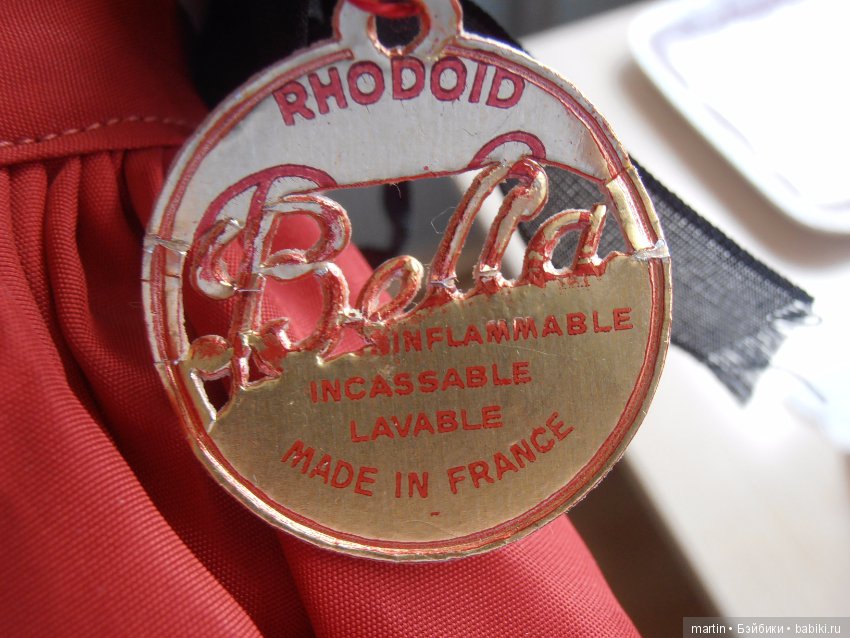 RHODOID
Bella
ININFLAMMABLE
INCASSABLE
LAVABLE
MADE IN FRANCE
martin • Бэйбики • babiki.ru